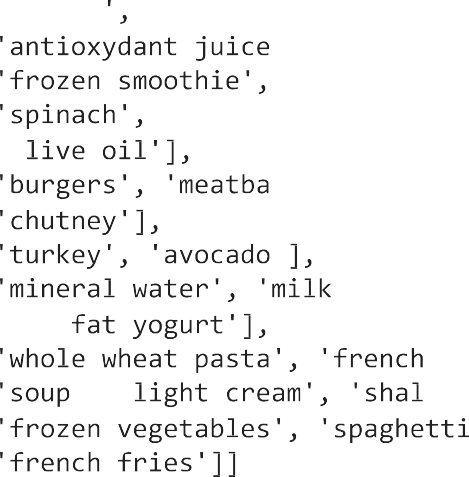 ',
'antioxydant juice
'frozen smoothie',
'spinach',
live oil'],
'burgers', 'meatba
'chutney'],
'turkey', 'avocado ],
'mineral water', 'milk
fat yogurt'],
'whole wheat pasta', 'french
'soup light cream', 'shal
'frozen vegetables', 'spaghetti
'french fries']]